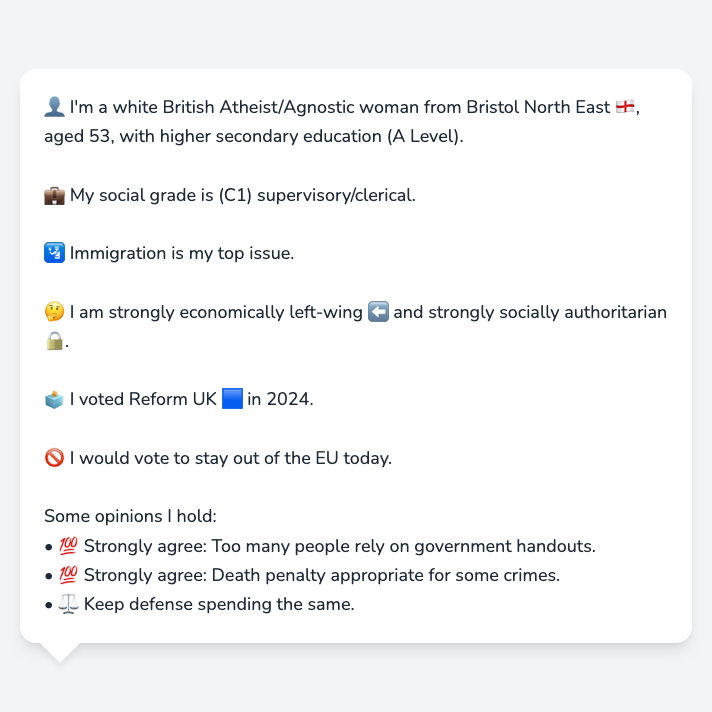 👤 I'm a white British Atheist/Agnostic woman from Bristol North East 🏴󠁧󠁢󠁥󠁮󠁧󠁿,
aged 53, with higher secondary education (A Level).
💼 My social grade is (C1) supervisory/clerical.
🛂 Immigration is my top issue.
🤔 I am strongly economically left-wing ⬅️ and strongly socially authoritarian
🔒.
🗳️ I voted Reform UK 🟦 in 2024.
🚫 I would vote to stay out of the EU today.
Some opinions I hold:
• 💯 Strongly agree: Too many people rely on government handouts.
• 💯 Strongly agree: Death penalty appropriate for some crimes.
• ⚖️ Keep defense spending the same.